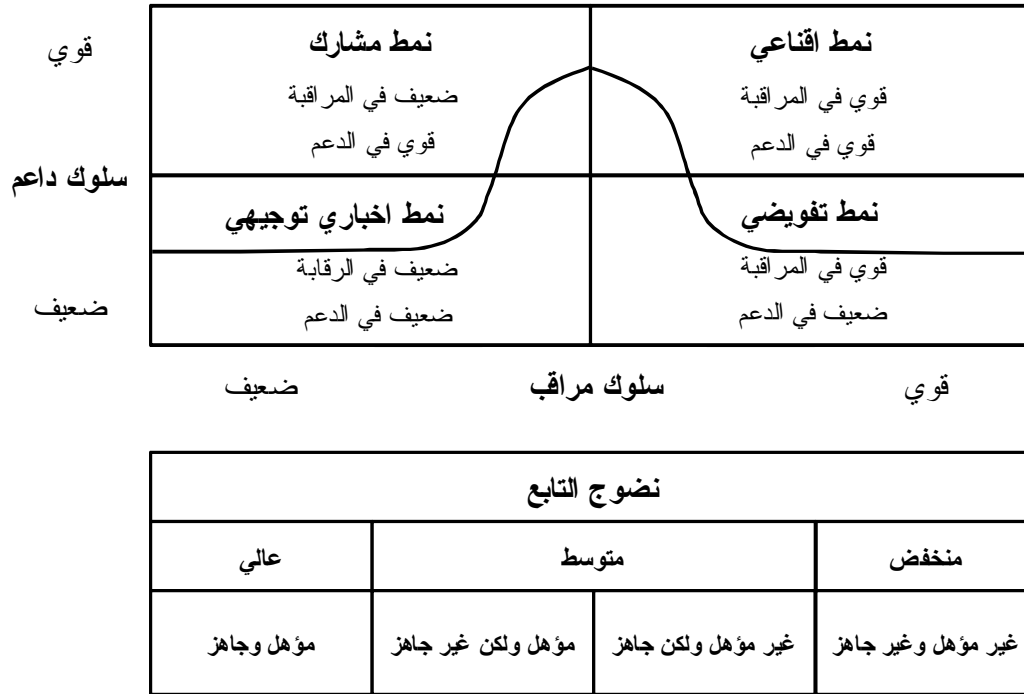 قوي
نمط اقناعي
نمط مشارك
قوي في المراقبة
ضعيف في المراقبة
قوي في الدعم
قوي في الدعم
سلوك داعم
نمط تفويضي
نمط اخباري توجيهي
قوي في المراقبة
ضعيف في الرقابة
ضعيف في الدعم
ضعيف في الدعم
ضعيف
قوي
سلوك مراقب
ضعيف
نضوج التابع
منخفض
متوسط
عالي
غير مؤهل وغير جاهز
غير مؤهل ولكن جاهز
مؤهل ولكن غير جاهز
مؤهل وجاهز